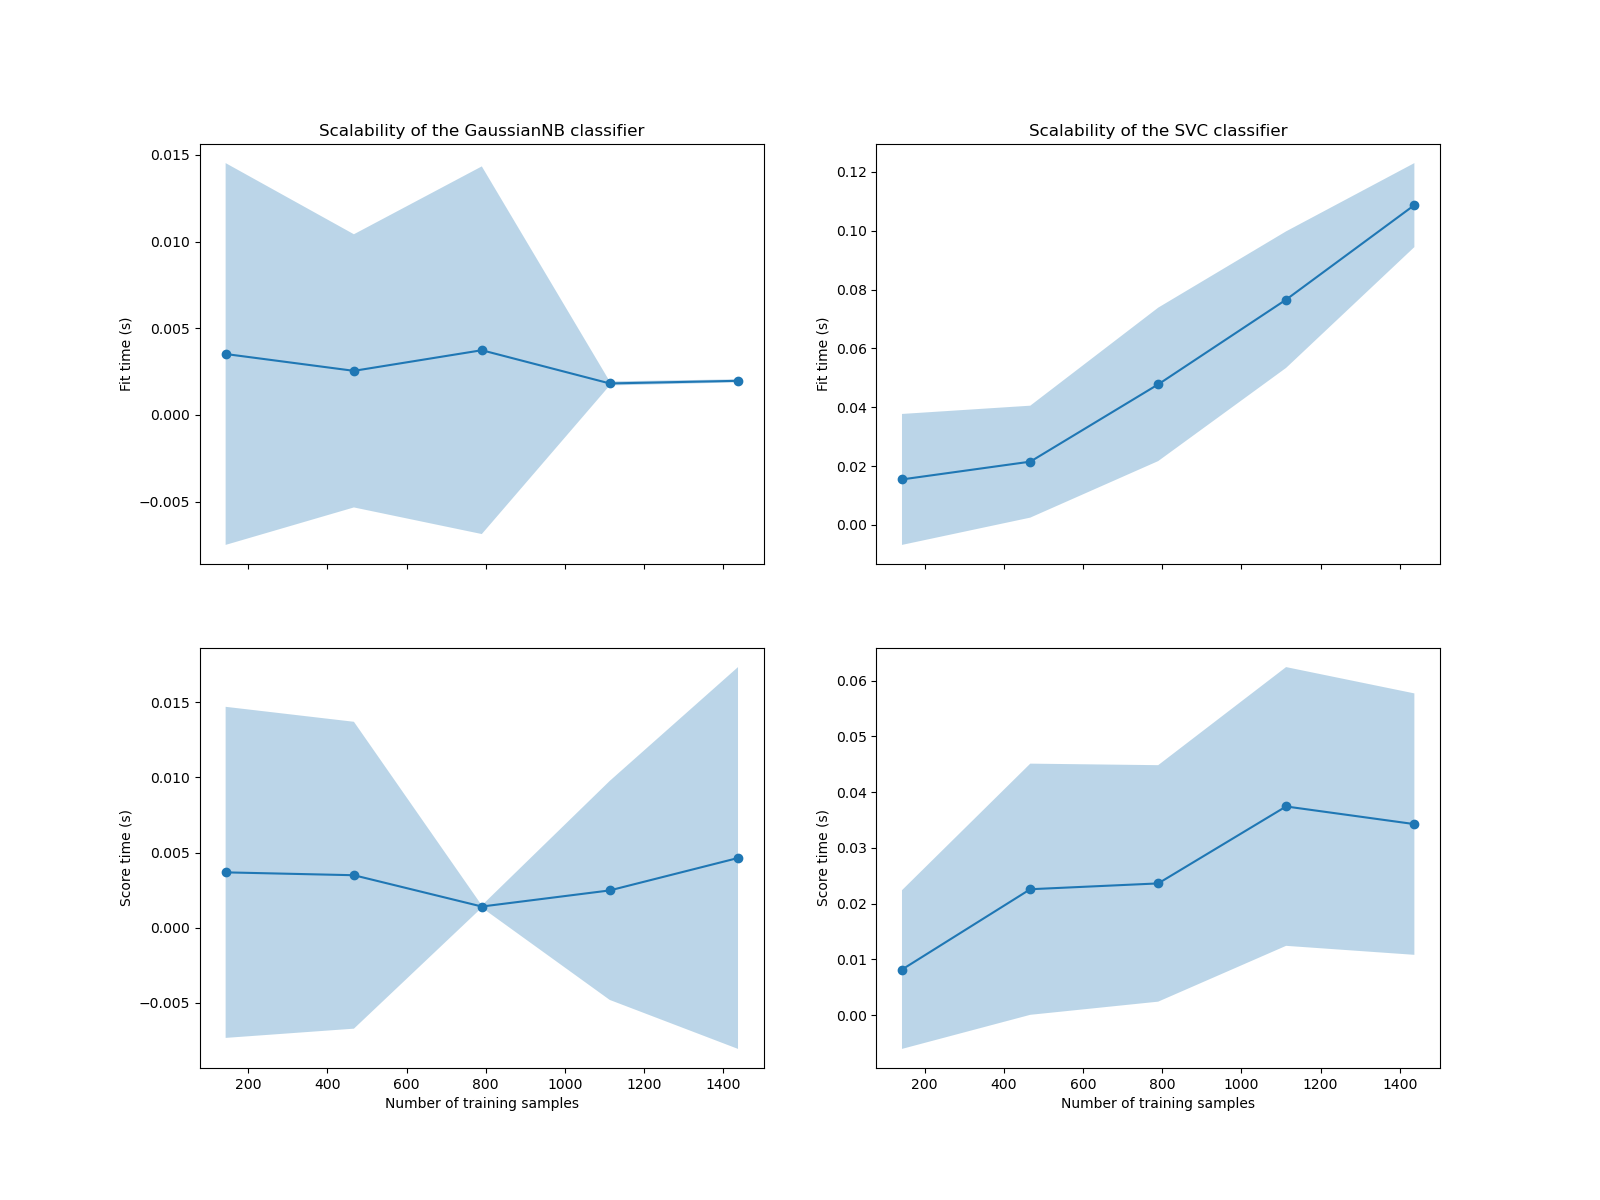 Scalability of the GaussianNB classifier
0.015
0.010
0.005
0.000
−0.005
Fit time (s)
Scalability of the SVC classifier
0.12
0.10
0.08
0.06
0.04
0.02
0.00
Fit time (s)
0.015
0.010
0.005
0.000
−0.005
Score time (s)
200 400 600 800 1000 1200 1400
Number of training samples
0.06
0.05
0.04
0.03
0.02
0.01
0.00
Score time (s)
200 400 600 800 1000 1200 1400
Number of training samples